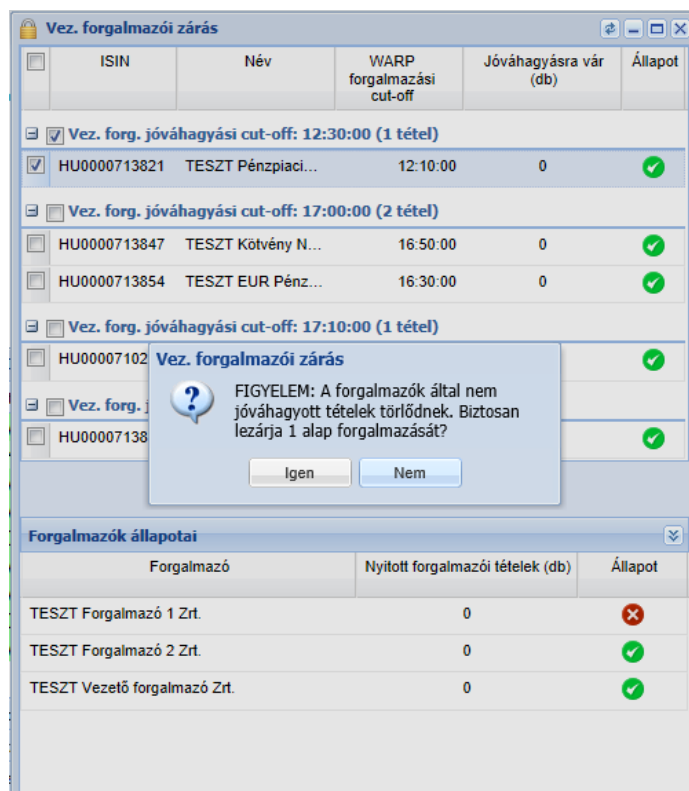 Vez. forgalmazói zárás
ISIN Név WARP forgalmazási cut-off Jóváhagyásra vár (db) Állapot
Vez. forg. jóváhagyási cut-off: 12:30:00 (1 tétel)
HU0000713821 TESZT Pénzpiaci... 12:10:00 0
Vez. forg. jóváhagyási cut-off: 17:00:00 (2 tétel)
HU0000713847 TESZT Kötvény N... 16:50:00 0
HU0000713854 TESZT EUR Pénz... 16:30:00 0
Vez. forg. jóváhagyási cut-off: 17:10:00 (1 tétel)
HU00007102
Vez. forg. j
HU00007138
Vez. forgalmazói zárás
FIGYELEM: A forgalmazók által nem
jóváhagyott tételek törlődnek. Biztosan
lezárja 1 alap forgalmazását?
Igen Nem
Forgalmazók állapotai
Forgalmazó Nyitott forgalmazói tételek (db) Állapot
TESZT Forgalmazó 1 Zrt. 0
TESZT Forgalmazó 2 Zrt. 0
TESZT Vezető forgalmazó Zrt. 0